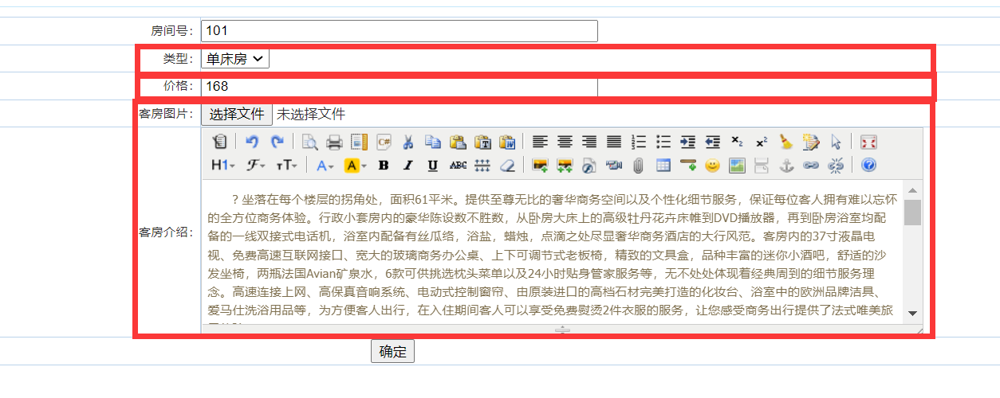 房间号：
101
类型：
单床房
价格：
168
客房图片：
选择文件 未选择文件
C#
T
W
x₂
x²
H1
ℱ
тT
A
A
B
I
U
ABC
客房介绍：
？坐落在每个楼层的拐角处，面积61平米。提供至尊无比的奢华商务空间以及个性化细节服务，保证每位客人拥有难以忘怀
的全方位商务体验。行政小套房内的豪华陈设数不胜数，从卧房大床上的高级牡丹花卉床帷到DVD播放器，再到卧房浴室均配
备的一线双接式电话机，浴室内配备有丝瓜络，浴盐，蜡烛，点滴之处尽显奢华商务酒店的大行风范。客房内的37寸液晶电
视、免费高速互联网接口、宽大的玻璃商务办公桌、上下可调节式老板椅，精致的文具盒，品种丰富的迷你小酒吧，舒适的沙
发坐椅，两瓶法国Avian矿泉水，6款可供挑选枕头菜单以及24小时贴身管家服务等，无不处处体现着经典周到的细节服务理
念。高速连接上网、高保真音响系统、电动式控制窗帘、由原装进口的高档石材完美打造的化妆台、浴室中的欧洲品牌洁具、
爱马仕洗浴用品等，为方便客人出行，在入住期间客人可以享受免费熨烫2件衣服的服务，让您感受商务出行提供了法式唯美旅
确定